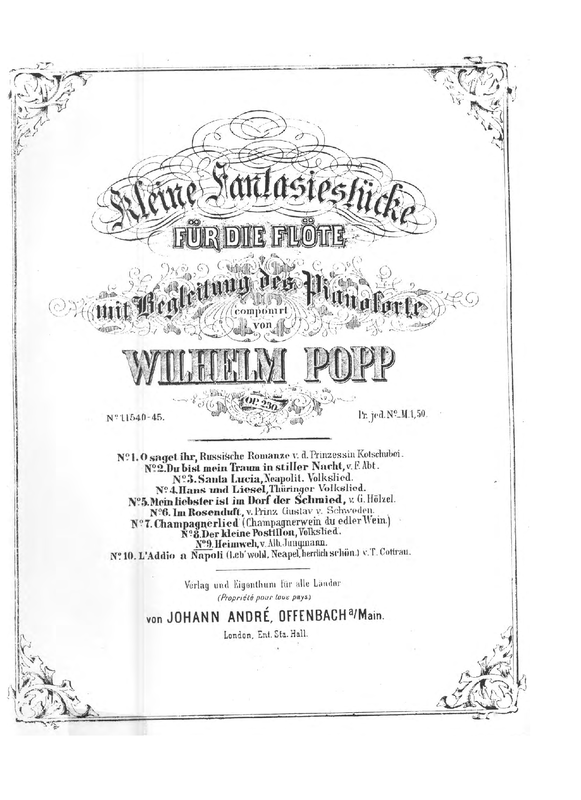 Kleine Fantasiestücke
FÜR DIE FLÖTE
mit Begleitung des Pianoforte
componirt
von
WILHELM POPP
OP. 230.
No. 11540-45.
Pr. jed. No. M. 1,50.
No. 1. O saget ihr, Russische Romanze v. d. Prinzessin Kotschubei.
No. 2. Du bist mein Traum in stiller Nacht, v. F. Abt.
No. 3. Santa Lucia, Neapolit. Volkslied.
No. 4. Hans und Liesel, Thüringer Volkslied.
No. 5. Mein liebster ist im Dorf der Schmied, v. G. Hölzel.
No. 6. Im Rosenduft, v. Prinz Gustav v. Schweden.
No. 7. Champagnerlied (Champagnerwein du edler Wein.)
No. 8. Der kleine Postillon, Volkslied.
No. 9. Heimweh, v. Alb. Jungmann.
No. 10. L'Addio a Napoli (Leb' wohl, Neapel, herrlich schön.) v. T. Cottrau.
Verlag und Eigenthum für alle Länder
(Propriété pour tous pays)
von JOHANN ANDRÉ, OFFENBACH a/Main.
London, Ent. Sta. Hall.